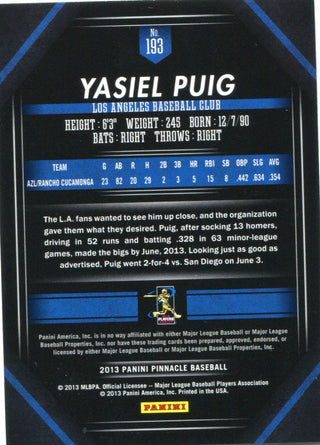 No.
193
YASIEL PUIG
LOS ANGELES BASEBALL CLUB
HEIGHT: 6'3" WEIGHT: 245 BORN: 12/7/90
BATS: RIGHT THROWS: RIGHT
TEAM G AB R H 2B 3B HR RBI SB OBP SLG AVG
AZL/RANCHO CUCAMONGA 23 82 20 29 2 3 5 15 8 .442 .634 .354
The L.A. fans wanted to see him up close, and the organization
gave them what they desired. Puig, after socking 13 homers,
driving in 52 runs and batting .328 in 63 minor-league
games, made the bigs by June, 2013. Looking just as good as
advertised, Puig went 2-for-4 vs. San Diego on June 3.
PLAYERS
Panini America, Inc. is in no way affiliated with either Major League Baseball or Major League
Baseball Properties, Inc. nor have these trading cards been prepared, approved, endorsed, or
licensed by either Major League Baseball or Major League Baseball Properties, Inc.
2013 PANINI PINNACLE BASEBALL
© 2013 MLBPA. Official Licensee -- Major League Baseball Players Association
© 2013 Panini America, Inc. Printed in the USA.
PANINI